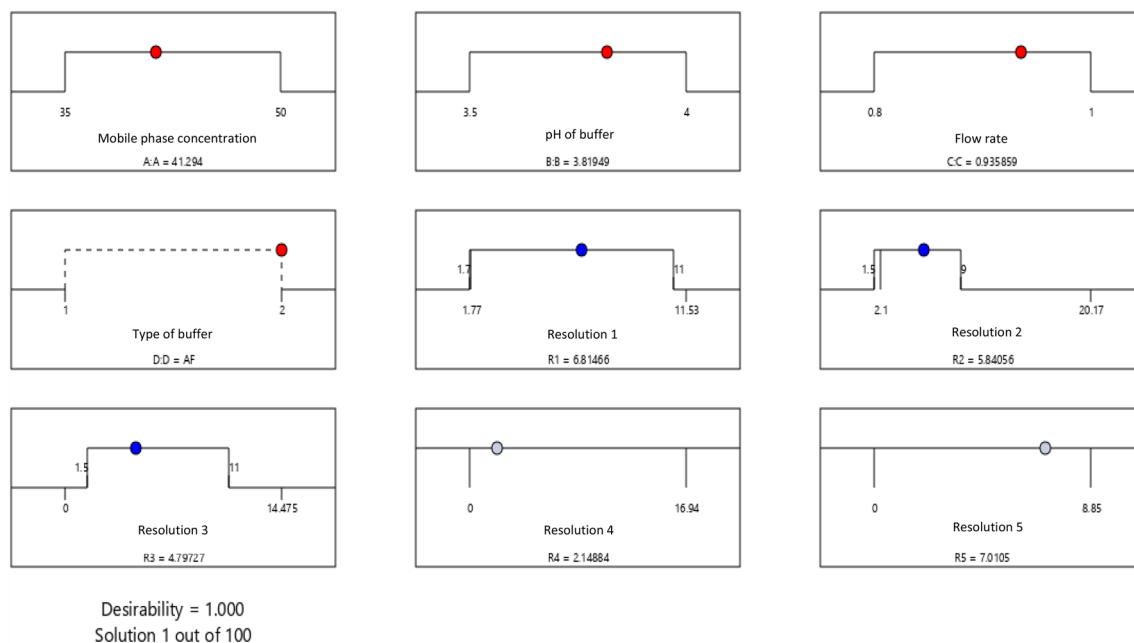 35 50
Mobile phase concentration
A:A = 41.294
3.5 4
pH of buffer
B:B = 3.81949
0.8 1
Flow rate
C:C = 0.935859
1 2
Type of buffer
D:D = AF
1.7 11
1.77 11.53
Resolution 1
R1 = 6.81466
1.5 9
2.1 20.17
Resolution 2
R2 = 5.84056
1.5 11
0 14.475
Resolution 3
R3 = 4.79727
0 16.94
Resolution 4
R4 = 2.14884
0 8.85
Resolution 5
R5 = 7.0105
Desirability = 1.000
Solution 1 out of 100